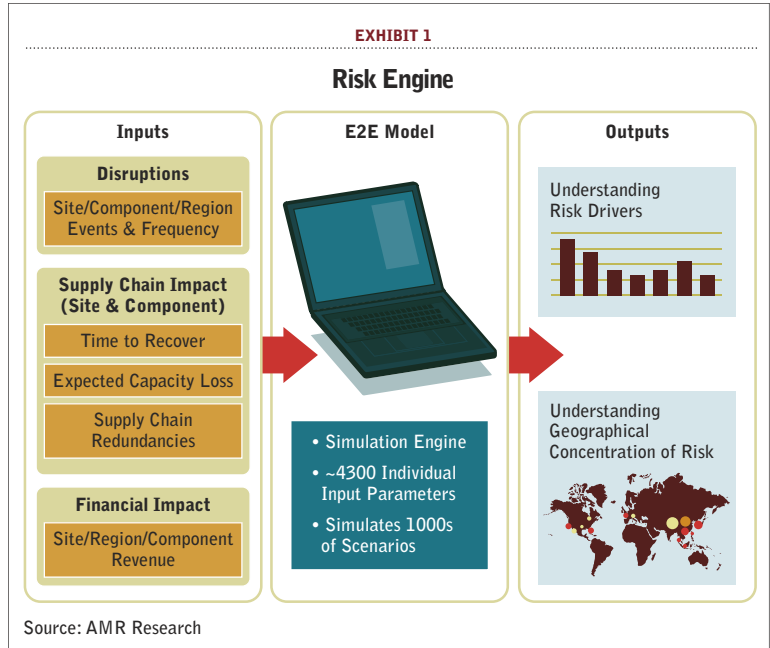 EXHIBIT 1
Risk Engine
Inputs
Disruptions
Site/Component/Region
Events & Frequency
Supply Chain Impact
(Site & Component)
Time to Recover
Expected Capacity Loss
Supply Chain
Redundancies
Financial Impact
Site/Region/Component
Revenue
E2E Model
• Simulation Engine
• ~4300 Individual
Input Parameters
• Simulates 1000s
of Scenarios
Outputs
Understanding
Risk Drivers
Understanding
Geographical
Concentration of Risk
Source: AMR Research